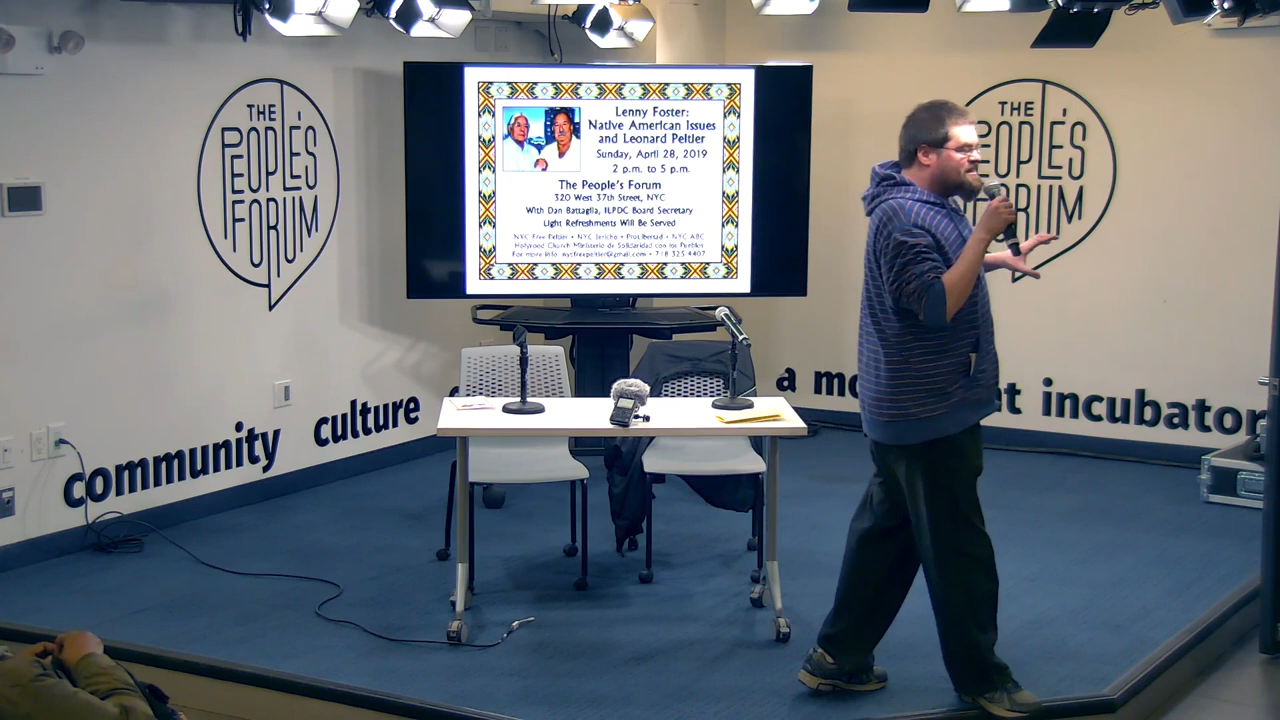 THE
PEOPLE'S
FORUM
Lenny Foster:
Native American Issues
and Leonard Peltier
Sunday, April 28, 2019
2 p.m. to 5 p.m.
The People's Forum
320 West 37th Street, NYC
With Dan Battaglia, ILPDC Board Secretary
Light Refreshments Will Be Served
NYC Free Peltier • NYC Jericho • ProLibertad • NYC ABC
Holyrood Church Ministerio de Solidaridad con los Pueblos
For more info: nycfreepeltier@gmail.com • 718 325 4407
THE
PEOPLE'S
FORUM
community culture
a mo
t incubator